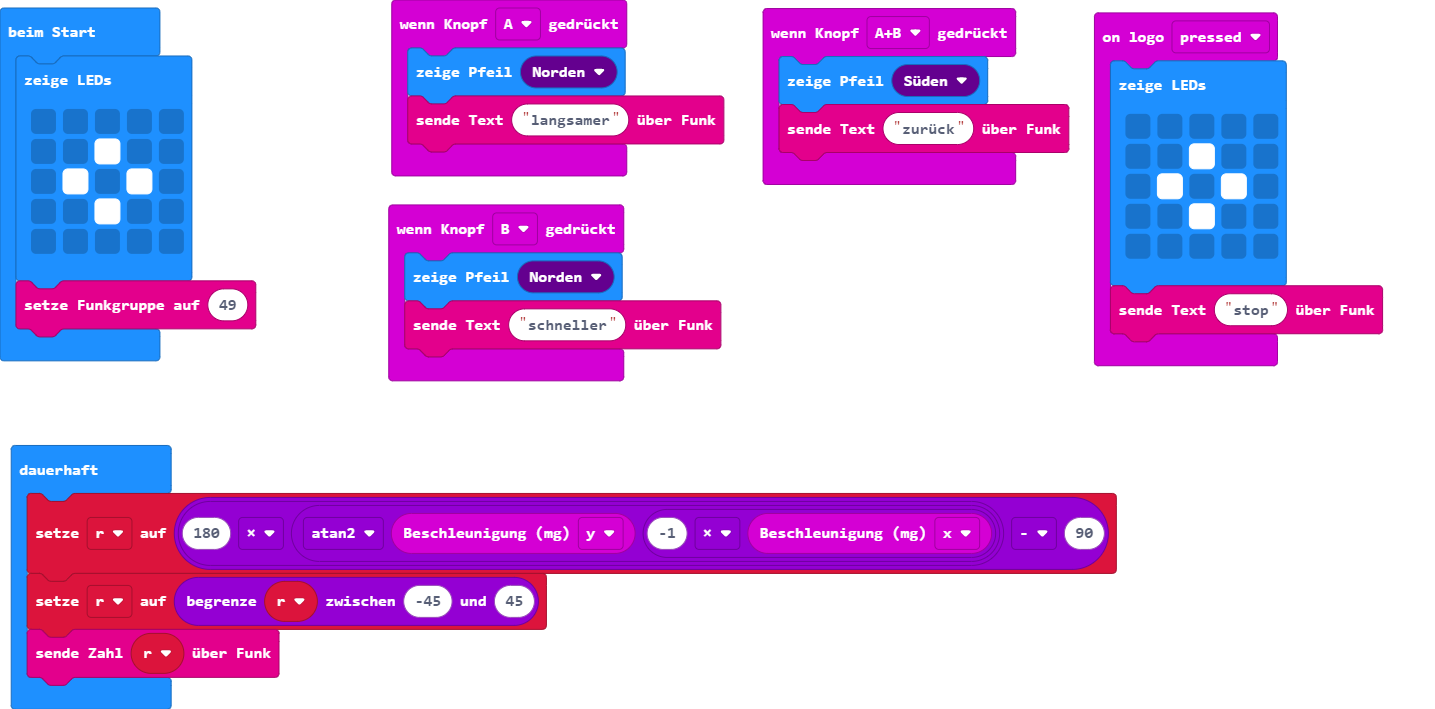 beim Start
zeige LEDs
setze Funkgruppe auf 49
wenn Knopf A gedrückt
zeige Pfeil Norden
sende Text "langsamer" über Funk
wenn Knopf B gedrückt
zeige Pfeil Norden
sende Text "schneller" über Funk
wenn Knopf A+B gedrückt
zeige Pfeil Süden
sende Text "zurück" über Funk
on logo pressed
zeige LEDs
sende Text "stop" über Funk
dauerhaft
setze r auf 180 × atan2 Beschleunigung (mg) y -1 × Beschleunigung (mg) x - 90
setze r auf begrenze r zwischen -45 und 45
sende Zahl r über Funk